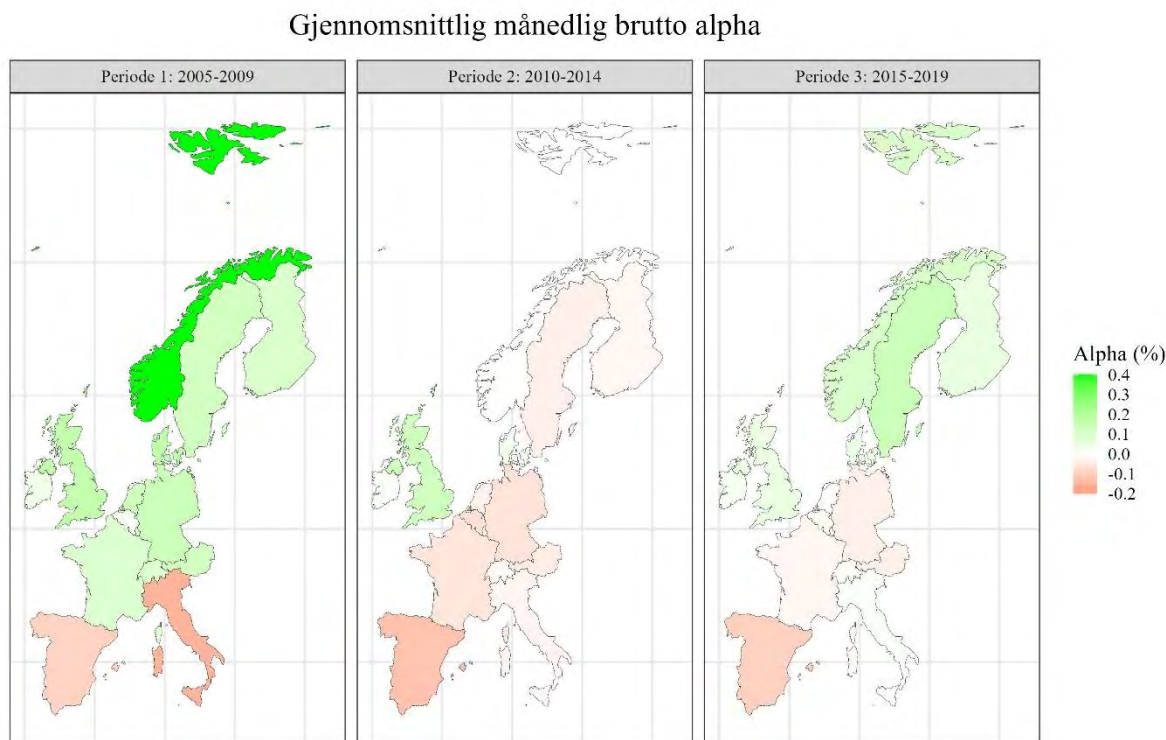 Gjennomsnittlig månedlig brutto alpha
Periode 1: 2005-2009
Periode 2: 2010-2014
Periode 3: 2015-2019
Alpha (%)
0.4
0.3
0.2
0.1
0.0
-0.1
-0.2